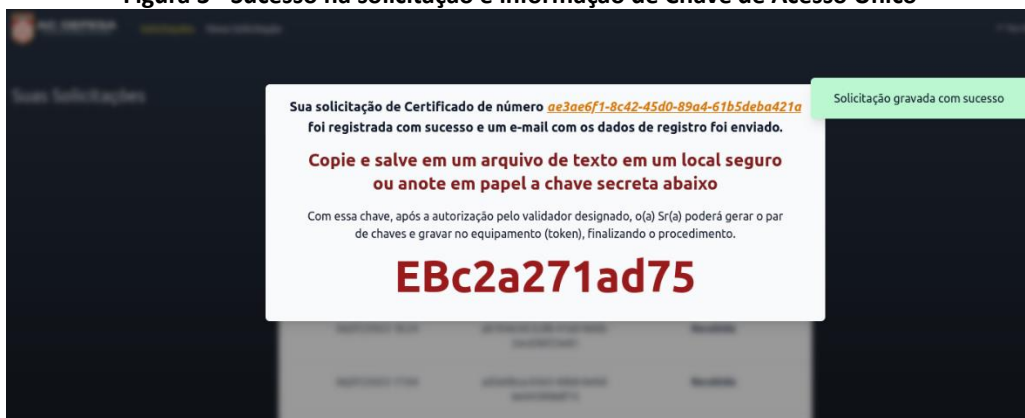 Figura 3 - Sucesso na solicitação e informação de Chave de Acesso Único
AC DEFESA
Suas Solicitações
Solicitação gravada com sucesso
Sua solicitação de Certificado de número ae3ae6f1-8c42-45d0-89a4-61b5deba421a
foi registrada com sucesso e um e-mail com os dados de registro foi enviado.
Copie e salve em um arquivo de texto em um local seguro
ou anote em papel a chave secreta abaixo
Com essa chave, após a autorização pelo validador designado, o(a) Sr(a) poderá gerar o par
de chaves e gravar no equipamento (token), finalizando o procedimento.
EBc2a271ad75